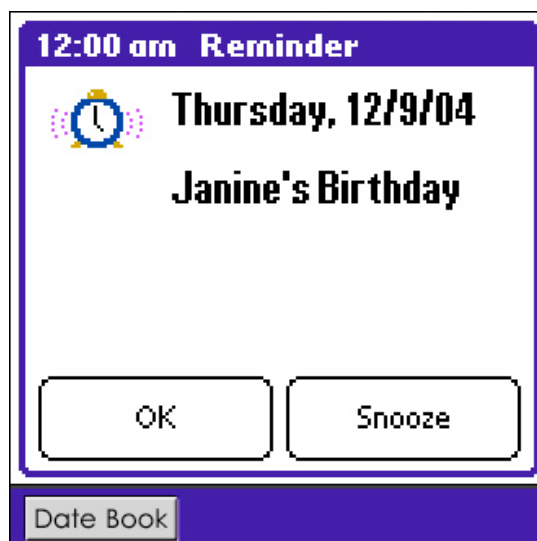 12:00 am Reminder
Thursday, 12/9/04
Janine's Birthday
OK Snooze
Date Book